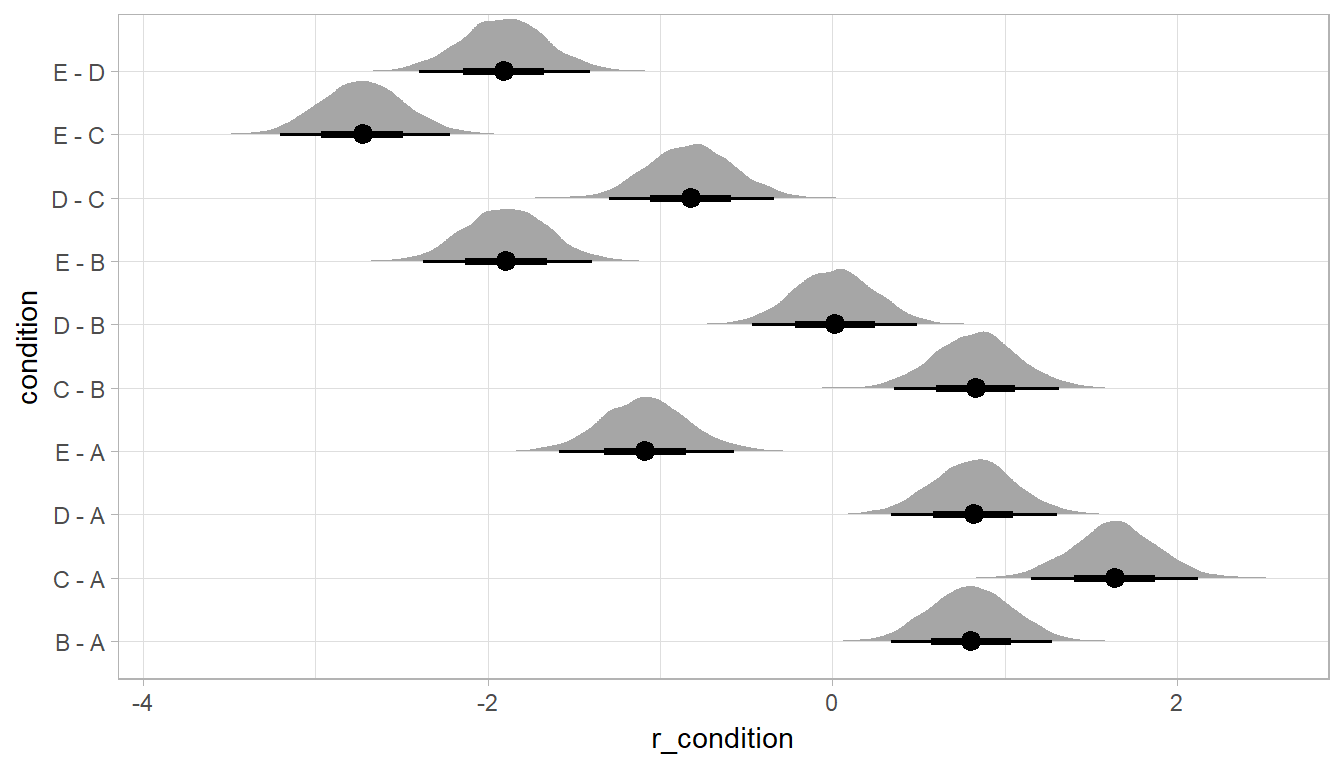 E - D
E - C
D - C
E - B
D - B
C - B
E - A
D - A
C - A
B - A
condition
-4 -2 0 2
r_condition